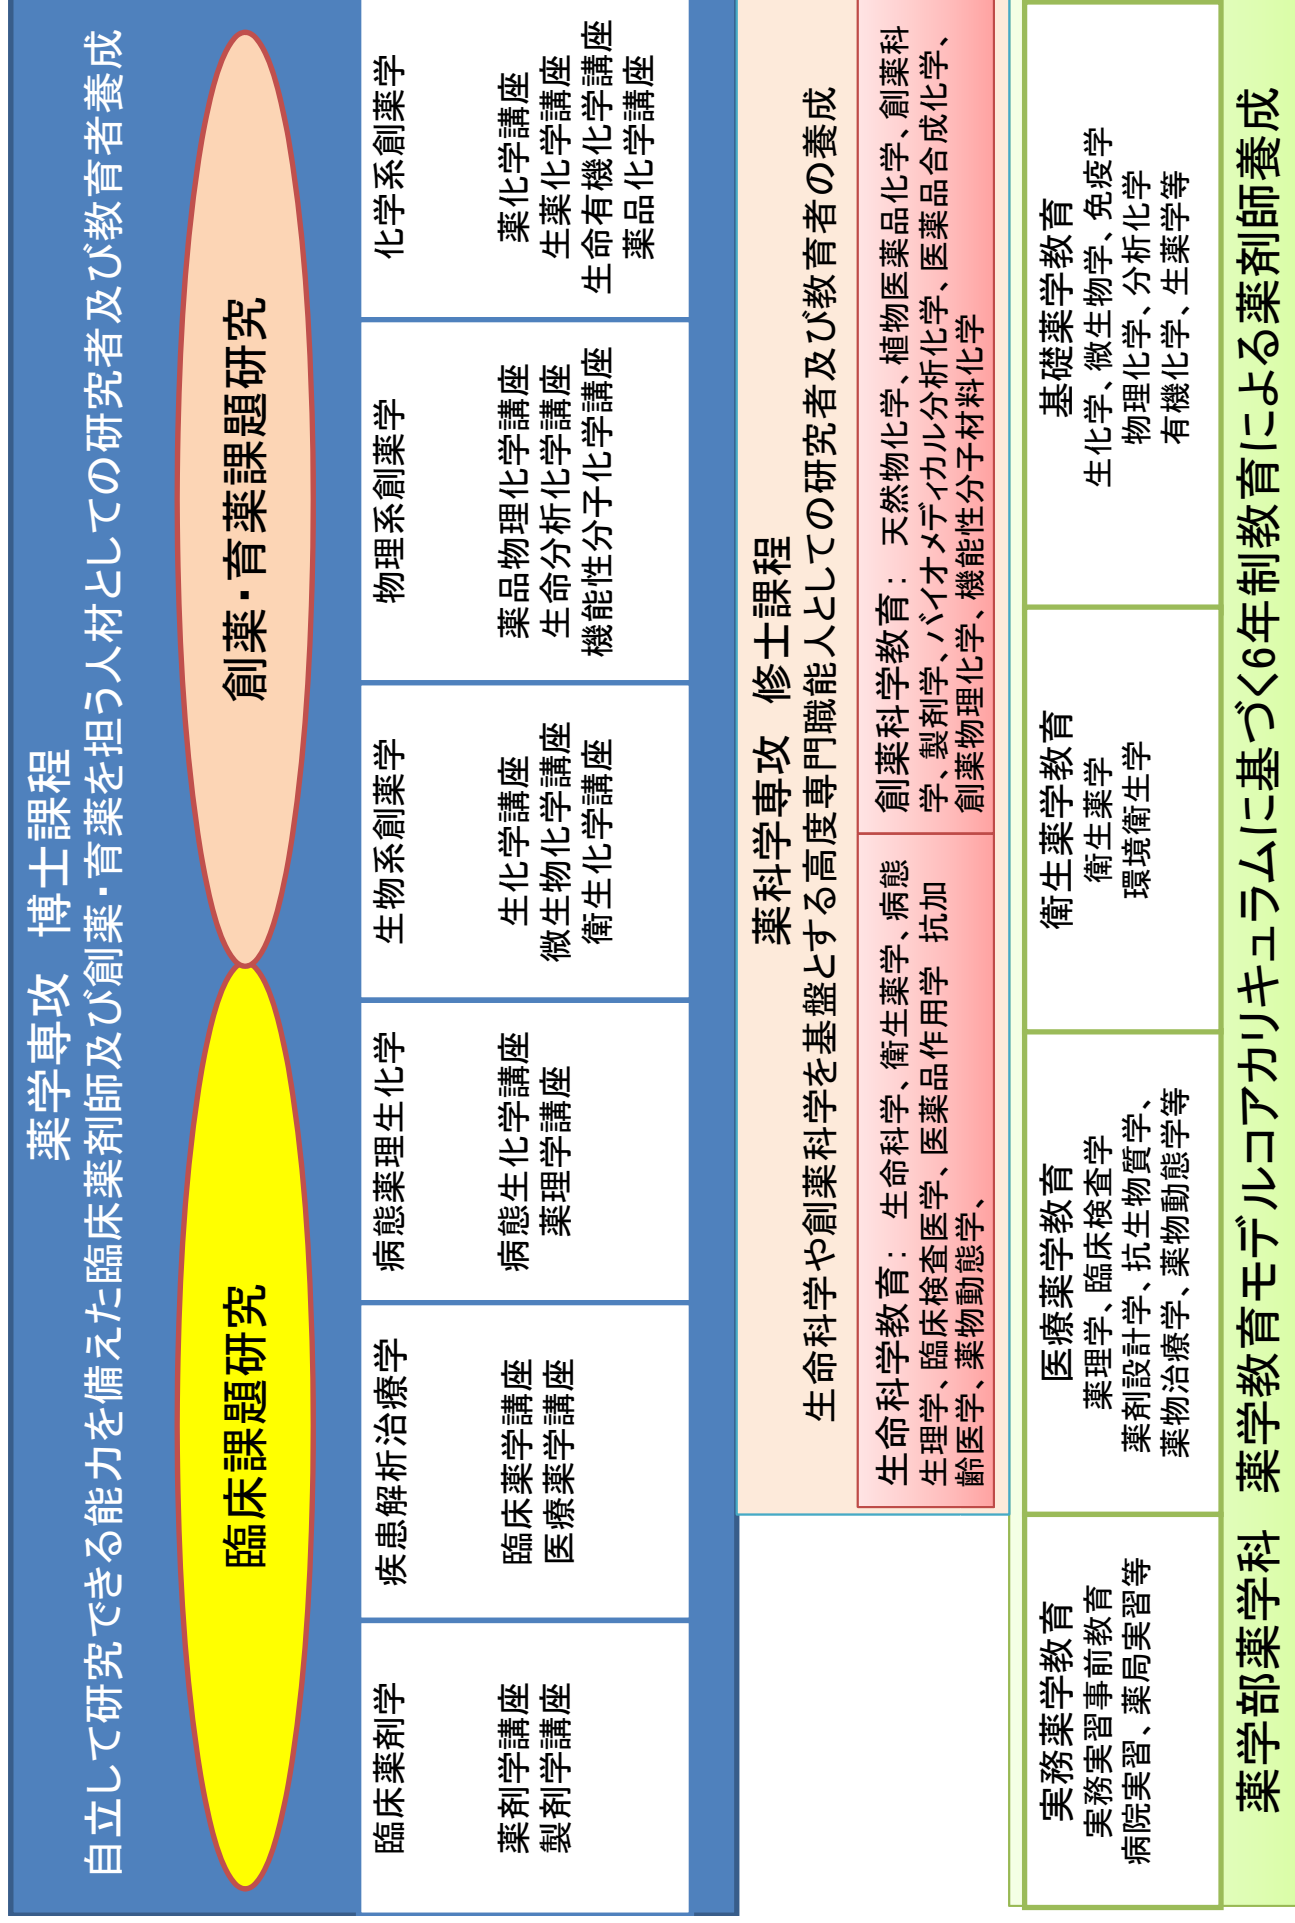 薬学専攻 博士課程
自立して研究できる能力を備えた臨床薬剤師及び創薬・育薬を担う人材としての研究者及び教育者養成
臨床課題研究
創薬・育薬課題研究
臨床薬剤学
薬剤学講座
製剤学講座
疾患解析治療学
臨床薬学講座
医療薬学講座
病態薬理生化学
病態生化学講座
薬理学講座
生物系創薬学
生化学講座
微生物化学講座
衛生化学講座
物理系創薬学
薬品物理化学講座
生命分析化学講座
機能性分子化学講座
化学系創薬学
薬化学講座
生薬化学講座
生命有機化学講座
薬品化学講座
薬科学専攻 修士課程
生命科学や創薬科学を基盤とする高度専門職能人としての研究者及び教育者の養成
生命科学教育： 生命科学、衛生薬学、病態
生理学、臨床検査医学、医薬品作用学 抗加
齢医学、薬物動態学、
創薬科学教育： 天然物化学、植物医薬品化学、創薬科
学、製剤学、バイオメディカル分析化学、医薬品合成化学、
創薬物理化学、機能性分子材料化学
実務薬学教育
実務実習事前教育
病院実習、薬局実習等
医療薬学教育
薬理学、臨床検査学
薬剤設計学、抗生物質学、
薬物治療学、薬物動態学等
衛生薬学教育
衛生薬学
環境衛生学
基礎薬学教育
生化学、微生物学、免疫学
物理化学、分析化学
有機化学、生薬学等
薬学部薬学科 薬学教育モデルコアカリキュラムに基づく6年制教育による薬剤師養成